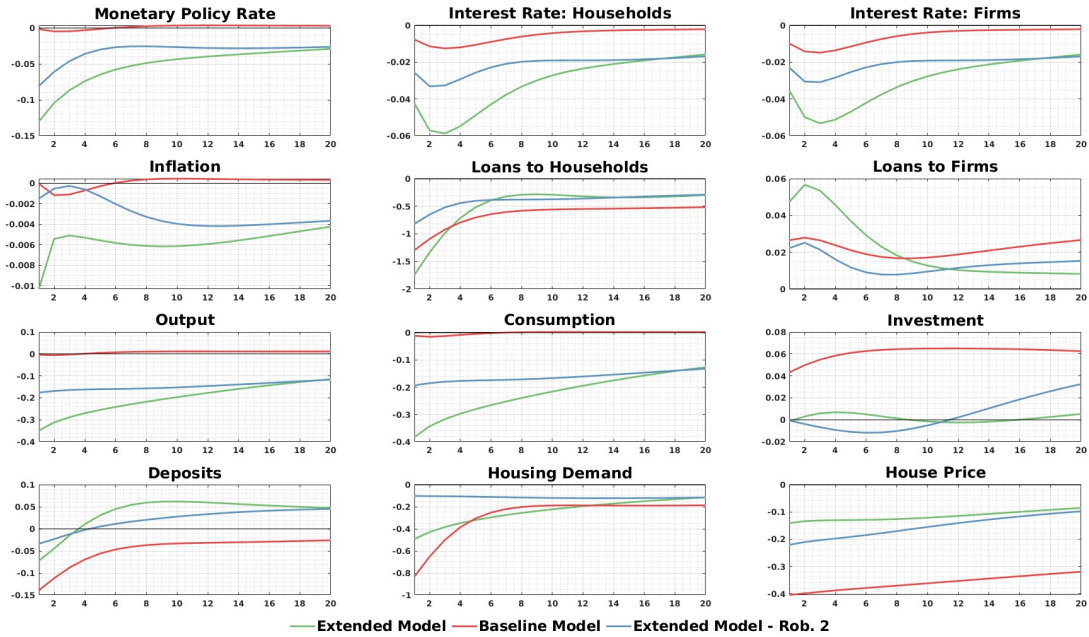 Monetary Policy Rate
0
-0.05
-0.1
-0.15
2 4 6 8 10 12 14 16 18 20
Interest Rate: Households
0
-0.02
-0.04
-0.06
2 4 6 8 10 12 14 16 18 20
Interest Rate: Firms
0
-0.02
-0.04
-0.06
2 4 6 8 10 12 14 16 18 20
Inflation
0
-0.002
-0.004
-0.006
-0.008
-0.01
2 4 6 8 10 12 14 16 18 20
Loans to Households
0
-0.5
-1
-1.5
-2
2 4 6 8 10 12 14 16 18 20
Loans to Firms
0.06
0.04
0.02
0
2 4 6 8 10 12 14 16 18 20
Output
0.1
0
-0.1
-0.2
-0.3
-0.4
2 4 6 8 10 12 14 16 18 20
Consumption
0
-0.1
-0.2
-0.3
-0.4
2 4 6 8 10 12 14 16 18 20
Investment
0.08
0.06
0.04
0.02
0
-0.02
2 4 6 8 10 12 14 16 18 20
Deposits
0.1
0.05
0
-0.05
-0.1
-0.15
2 4 6 8 10 12 14 16 18 20
Housing Demand
0
-0.2
-0.4
-0.6
-0.8
-1
2 4 6 8 10 12 14 16 18 20
House Price
0
-0.1
-0.2
-0.3
-0.4
2 4 6 8 10 12 14 16 18 20
Extended Model Baseline Model Extended Model - Rob. 2